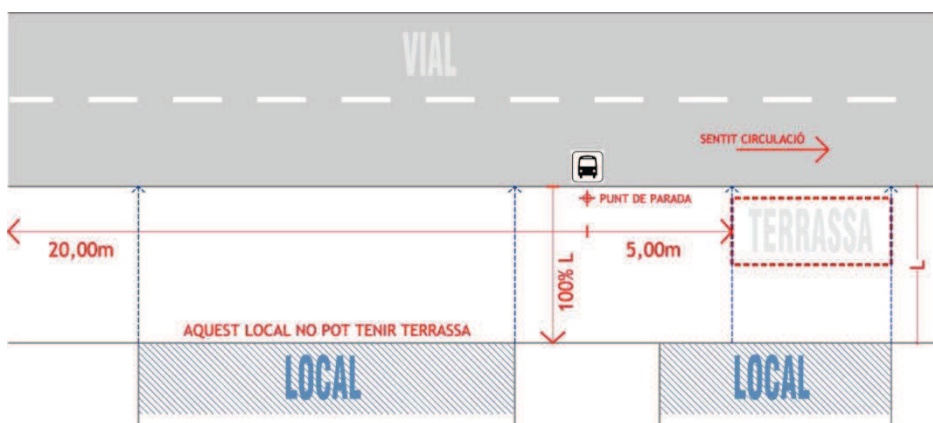 VIAL
SENTIT CIRCULACIÓ
PUNT DE PARADA
TERRASSA
20,00m
5,00m
100% L
L
AQUEST LOCAL NO POT TENIR TERRASSA
LOCAL
LOCAL